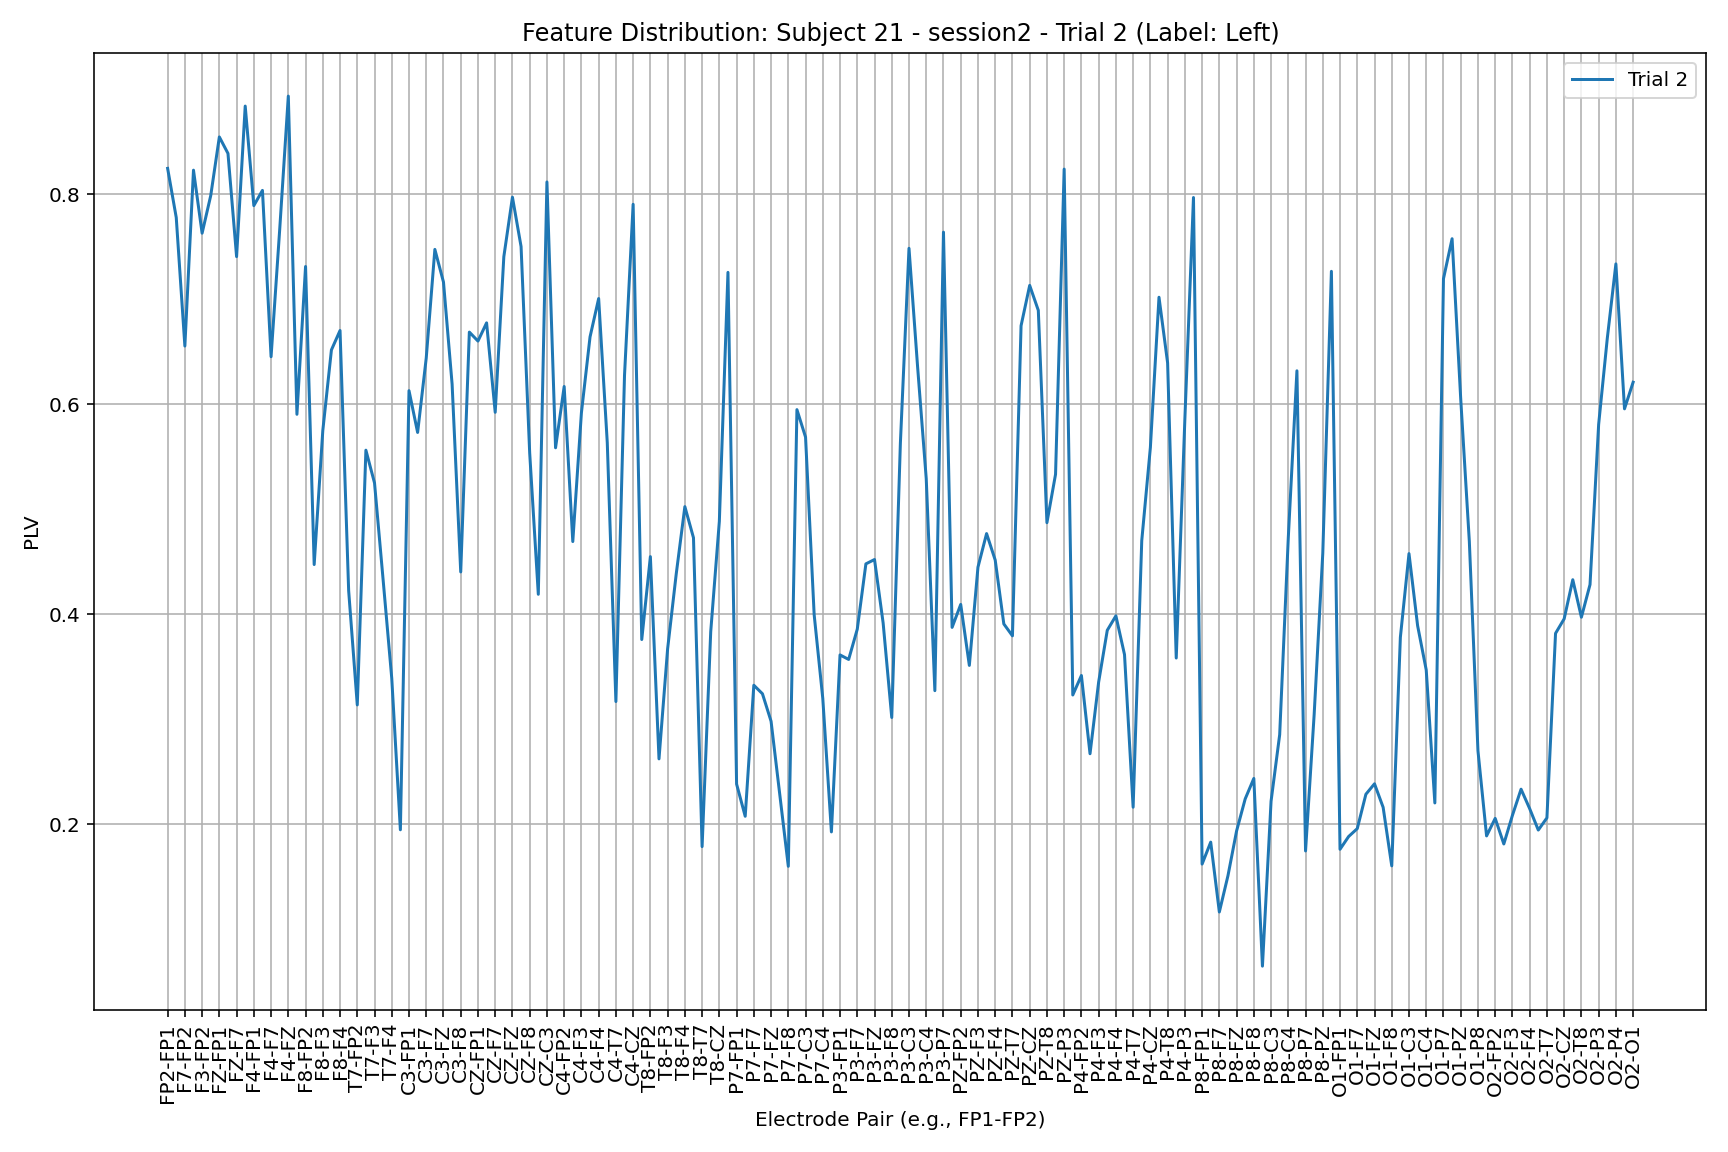 Feature Distribution: Subject 21 - session2 - Trial 2 (Label: Left)
Trial 2
PLV
0.8
0.6
0.4
0.2
FP2-FP1
F7-FP2
F3-FP2
FZ-FP1
FZ-F7
F4-FP1
F4-F7
F4-FZ
F8-FP2
F8-F3
F8-F4
T7-FP2
T7-F3
T7-F4
C3-FP1
C3-F7
C3-FZ
C3-F8
CZ-FP1
CZ-F7
CZ-FZ
CZ-F8
CZ-C3
C4-FP2
C4-F3
C4-F4
C4-T7
C4-CZ
T8-FP2
T8-F3
T8-F4
T8-T7
T8-CZ
P7-FP1
P7-F7
P7-FZ
P7-F8
P7-C3
P7-C4
P3-FP1
P3-F7
P3-FZ
P3-F8
P3-C3
P3-C4
P3-P7
PZ-FP2
PZ-F3
PZ-F4
PZ-T7
PZ-CZ
PZ-T8
PZ-P3
P4-FP2
P4-F3
P4-F4
P4-T7
P4-CZ
P4-T8
P4-P3
P8-FP1
P8-F7
P8-FZ
P8-F8
P8-C3
P8-C4
P8-P7
P8-PZ
O1-FP1
O1-F7
O1-FZ
O1-F8
O1-C3
O1-C4
O1-P7
O1-PZ
O1-P8
O2-FP2
O2-F3
O2-F4
O2-T7
O2-CZ
O2-T8
O2-P3
O2-P4
O2-O1
Electrode Pair (e.g., FP1-FP2)